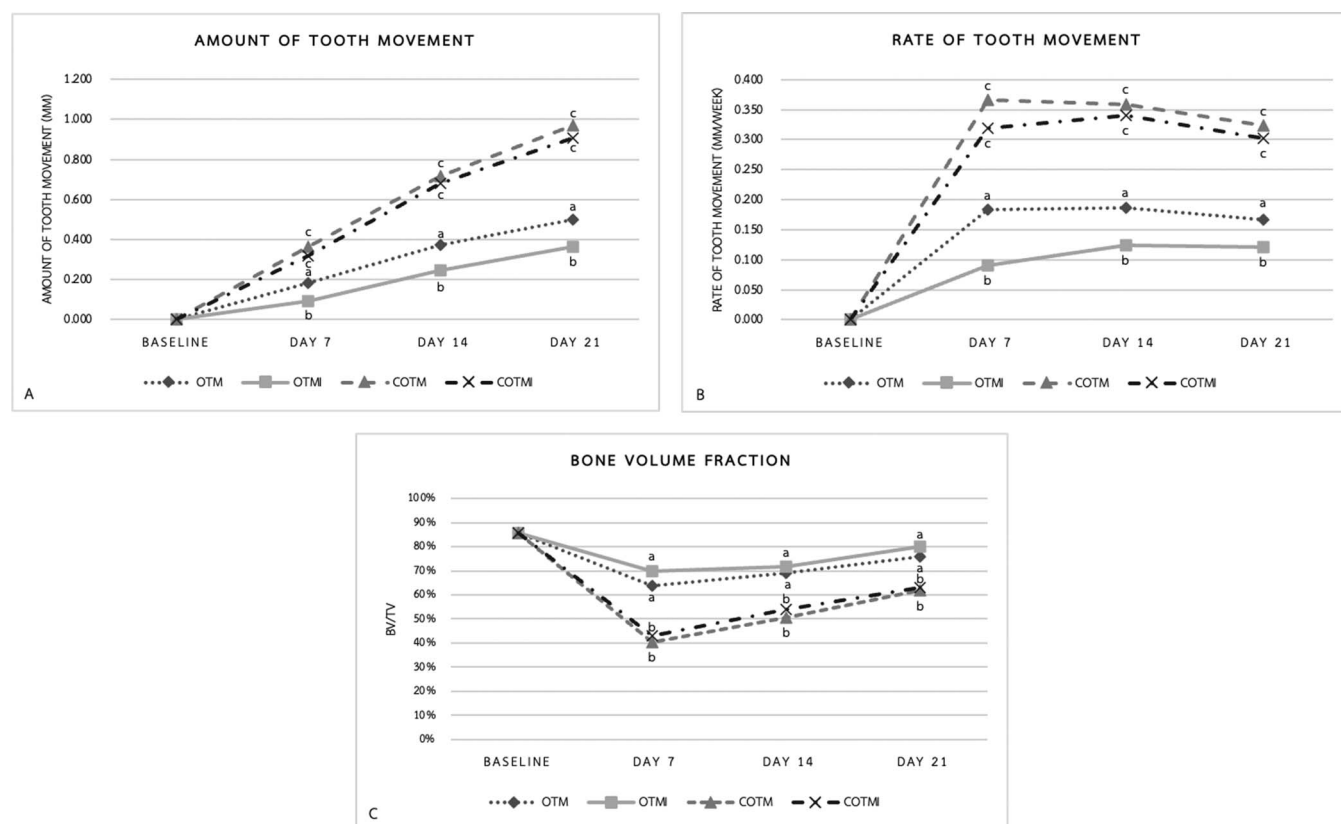 AMOUNT OF TOOTH MOVEMENT
AMOUNT OF TOOTH MOVEMENT (MM)
1.200
1.000
0.800
0.600
0.400
0.200
0.000
c
c
c
c
c
c
a
a
a
b
b
b
BASELINE DAY 7 DAY 14 DAY 21
OTM OTMI COTM COTMI
A
RATE OF TOOTH MOVEMENT
RATE OF TOOTH MOVEMENT (MM/WEEK)
0.400
0.350
0.300
0.250
0.200
0.150
0.100
0.050
0.000
c
c
c
c
c
c
a
a
a
b
b
b
BASELINE DAY 7 DAY 14 DAY 21
OTM OTMI COTM COTMI
B
BONE VOLUME FRACTION
BV/TV
100%
90%
80%
70%
60%
50%
40%
30%
20%
10%
0%
a
a
a
a
a
a
b
b
b
b
b
b
BASELINE DAY 7 DAY 14 DAY 21
OTM OTMI COTM COTMI
C